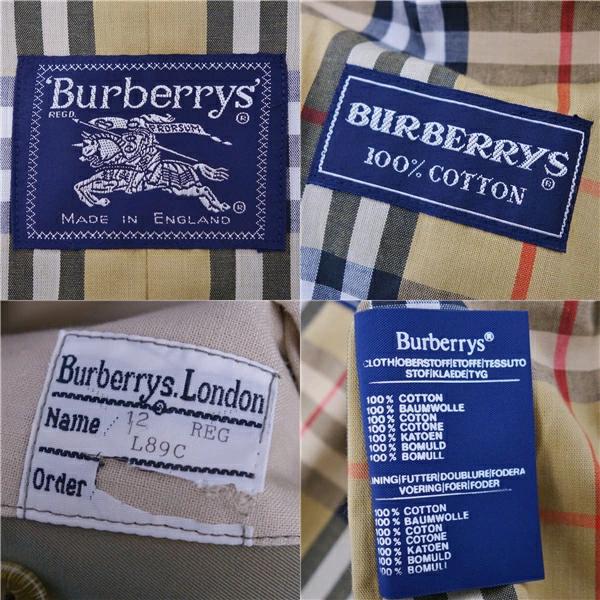 'Burberrys'
REGD.
PRORSUM
®
MADE IN ENGLAND
BURBERRYS
®
100% COTTON
Burberrys. London
Name 12 REG
L89C
Order
Burberrys®
CLOTH|OBERSTOFF|ETOFFE|TESSUTO
STOF|KLAEDE|TYG
100% COTTON
100% BAUMWOLLE
100% COTON
100% COTONE
100% KATOEN
100% BOMULD
100% BOMULL
NING|FUTTER|DOUBLURE|FODERA
VOERING|FOER|FODER
100% COTTON
100% BAUMWOLLE
100% COTON
100% COTONE
100% KATOEN
100% BOMULD
100% BOMULL